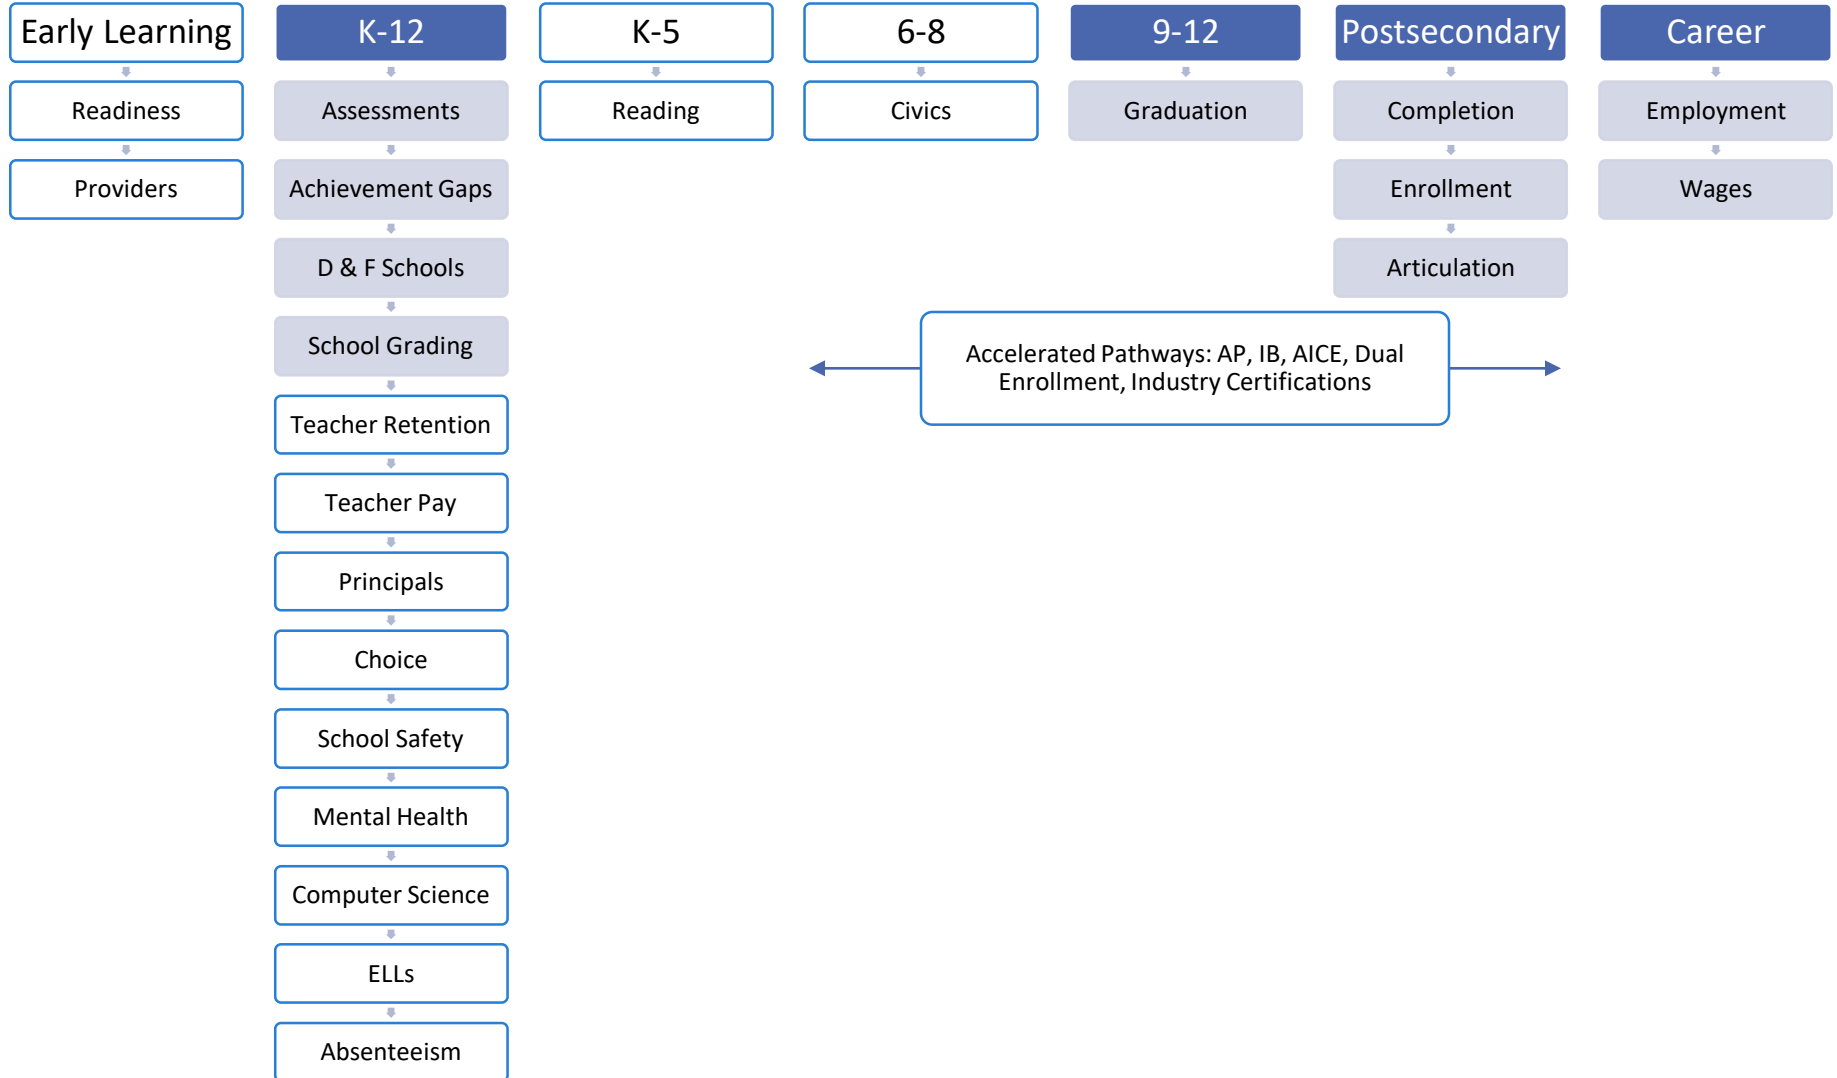 Early Learning
Readiness
Providers
K-12
Assessments
Achievement Gaps
D & F Schools
School Grading
Teacher Retention
Teacher Pay
Principals
Choice
School Safety
Mental Health
Computer Science
ELLs
Absenteeism
K-5
Reading
6-8
Civics
9-12
Graduation
Postsecondary
Completion
Enrollment
Articulation
Career
Employment
Wages
Accelerated Pathways: AP, IB, AICE, Dual
Enrollment, Industry Certifications